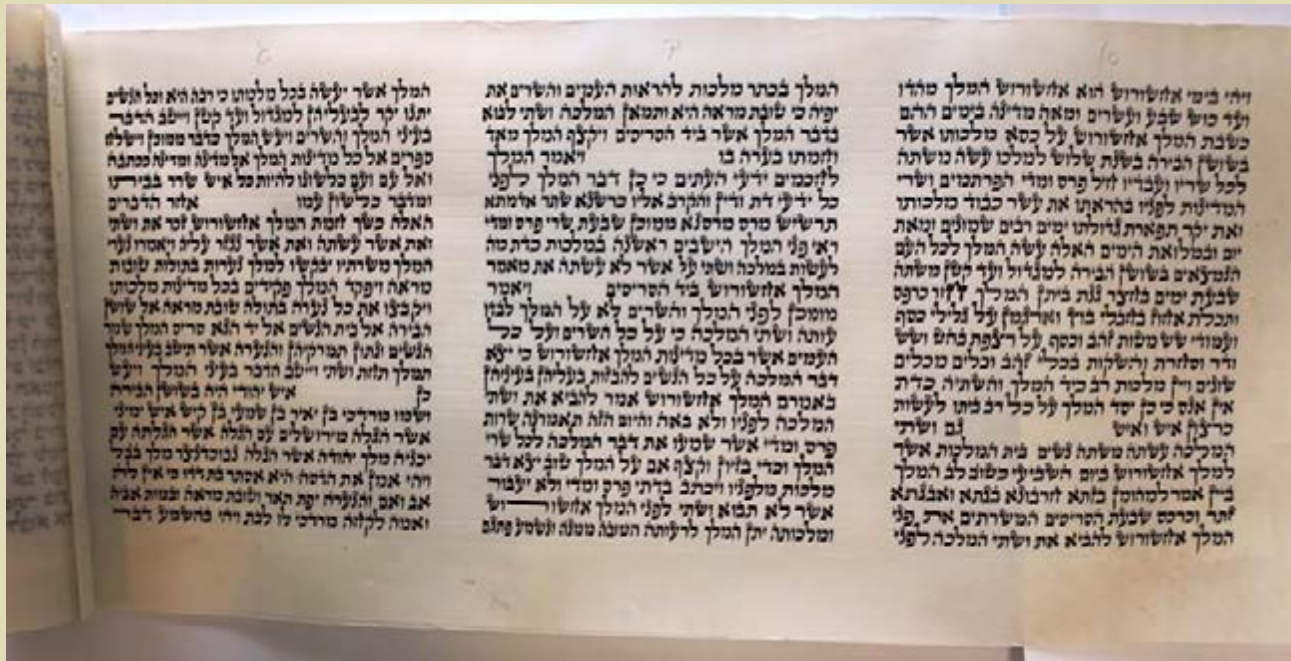 ויהי בימי אחשורוש הוא אחשורוש המלך מהדו
ועד כוש שבע ועשרים ומאה מדינה בימים ההם
כשבת המלך אחשורוש על כסא מלכותו אשר
בשושן הבירה בשנת שלוש למלכו עשה משתה
לכל שריו ועבדיו חיל פרס ומדי הפרתמים ושרי
המדינות לפניו בהראתו את עשר כבוד מלכותו
ואת יקר תפארת גדולתו ימים רבים שמונים ומאת
יום ובמלואת הימים האלה עשה המלך לכל העם
הנמצאים בשושן הבירה למגדול ועד קטן משתה
שבעת ימים בחצר גנת ביתן המלך חור כרפס
ותכלת אחוז בחבלי בוץ וארגמן על גלילי כסף
ועמודי שש מטות זהב וכסף על רצפת בהט ושש
ודר וסחרת והשקות בכלי זהב וכלים מכלים
שונים ויין מלכות רב כיד המלך והשתיה כדת
אין אנס כי כן יסד המלך על כל רב ביתו לעשות
כרצון איש ואיש גם ושתי
המלכה עשתה משתה נשים בית המלכות אשר
למלך אחשורוש ביום השביעי כטוב לב המלך
ביין אמר למהומן בזתא חרבונא בגתא ואבגתא
זתר וכרכס שבעת הסריסים המשרתים את פני
המלך אחשורוש להביא את ושתי המלכה לפני
המלך בכתר מלכות להראות העמים והשרים את
יפיה כי טובת מראה היא ותמאן המלכה ושתי לבוא
בדבר המלך אשר ביד הסריסים ויקצף המלך מאד
וחמתו בערה בו ויאמר המלך
לחכמים ידעי העתים כי כן דבר המלך לפני
כל ידעי דת ודין והקרב אליו כרשנא שתר אדמתא
תרשיש מרס מרסנא ממוכן שבעת שרי פרס ומדי
ראי פני המלך הישבים ראשנה במלכות כדת מה
לעשות במלכה ושתי על אשר לא עשתה את מאמר
המלך אחשורוש ביד הסריסים ויאמר
מומכן לפני המלך והשרים לא על המלך לבדו
עותה ושתי המלכה כי על כל השרים ועל כל
העמים אשר בכל מדינות המלך אחשורוש כי יצא
דבר המלכה על כל הנשים להבזות בעליהן בעיניהן
באמרם המלך אחשורוש אמר להביא את ושתי
המלכה לפניו ולא באה והיום הזה תאמרנה שרות
פרס ומדי אשר שמעו את דבר המלכה לכל שרי
המלך וכדי בזיון וקצף אם על המלך טוב יצא דבר
מלכות מלפניו ויכתב בדתי פרס ומדי ולא יעבור
אשר לא תבוא ושתי לפני המלך אחשורוש
ומלכותה יתן המלך לרעותה הטובה ממנה ונשמע פתגם
המלך אשר יעשה בכל מלכותו כי רבה היא וכל הנשים
יתנו יקר לבעליהן למגדול ועד קטן וייטב הדבר
בעיני המלך והשרים ויעש המלך כדבר ממוכן וישלח
ספרים אל כל מדינות המלך אל מדינה ומדינה ככתבה
ואל עם ועם כלשונו להיות כל איש שרר בביתו
ומדבר כלשון עמו אחר הדברים
האלה כשך חמת המלך אחשורוש זכר את ושתי
ואת אשר עשתה ואת אשר נגזר עליה ויאמרו נערי
המלך משרתיו יבקשו למלך נערות בתולות טובות
מראה ויפקד המלך פקידים בכל מדינות מלכותו
ויקבצו את כל נערה בתולה טובת מראה אל שושן
הבירה אל בית הנשים אל יד הגא סריס המלך שמר
הנשים ונתון תמרקיהן והנערה אשר תיטב בעיני המלך
תמלך תחת ושתי וייטב הדבר בעיני המלך ויעש
כן איש יהודי היה בשושן הבירה
ושמו מרדכי בן יאיר בן שמעי בן קיש איש ימיני
אשר הגלה מירושלים עם הגלה אשר הגלתה עם
יכניה מלך יהודה אשר הגלה נבוכדנצר מלך בבל
ויהי אמן את הדסה היא אסתר בת דדו כי אין לה
אב ואם והנערה יפת תאר וטובת מראה ובמות אביה
ואמה לקחה מרדכי לו לבת ויהי בהשמע דבר